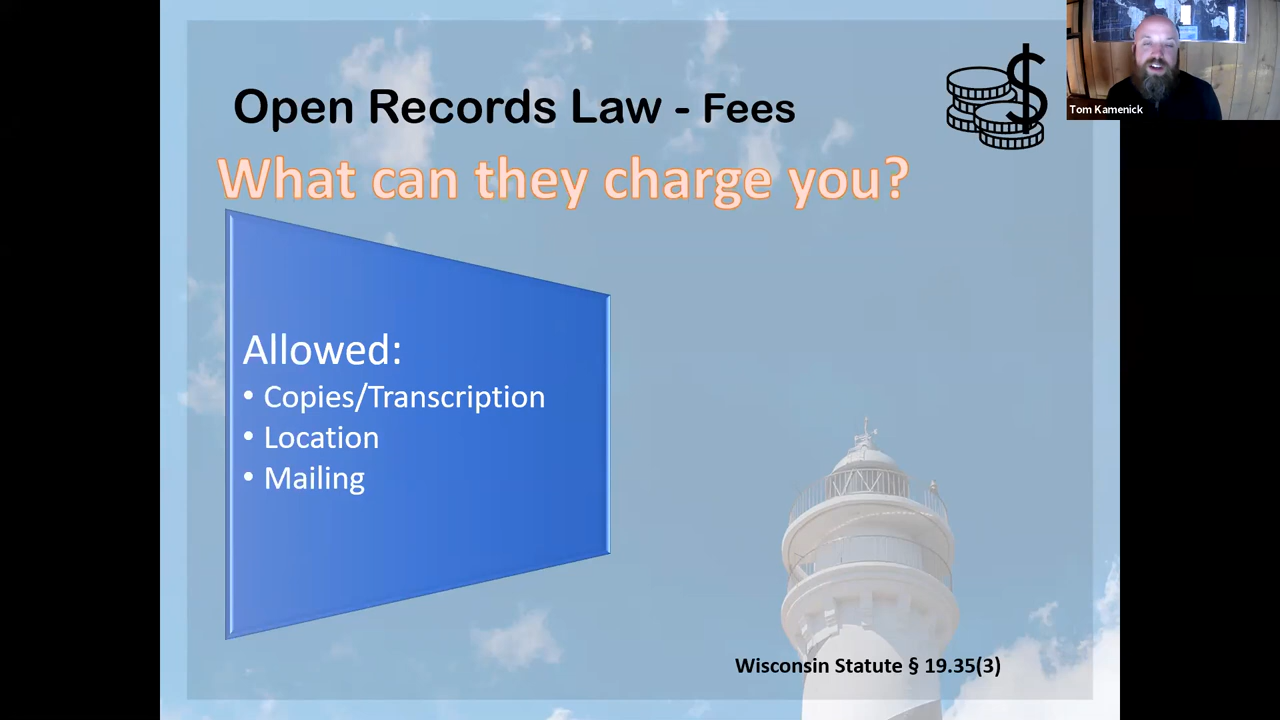 Open Records Law - Fees
What can they charge you?
Allowed:
• Copies/Transcription
• Location
• Mailing
Wisconsin Statute § 19.35(3)
Tom Kamenick